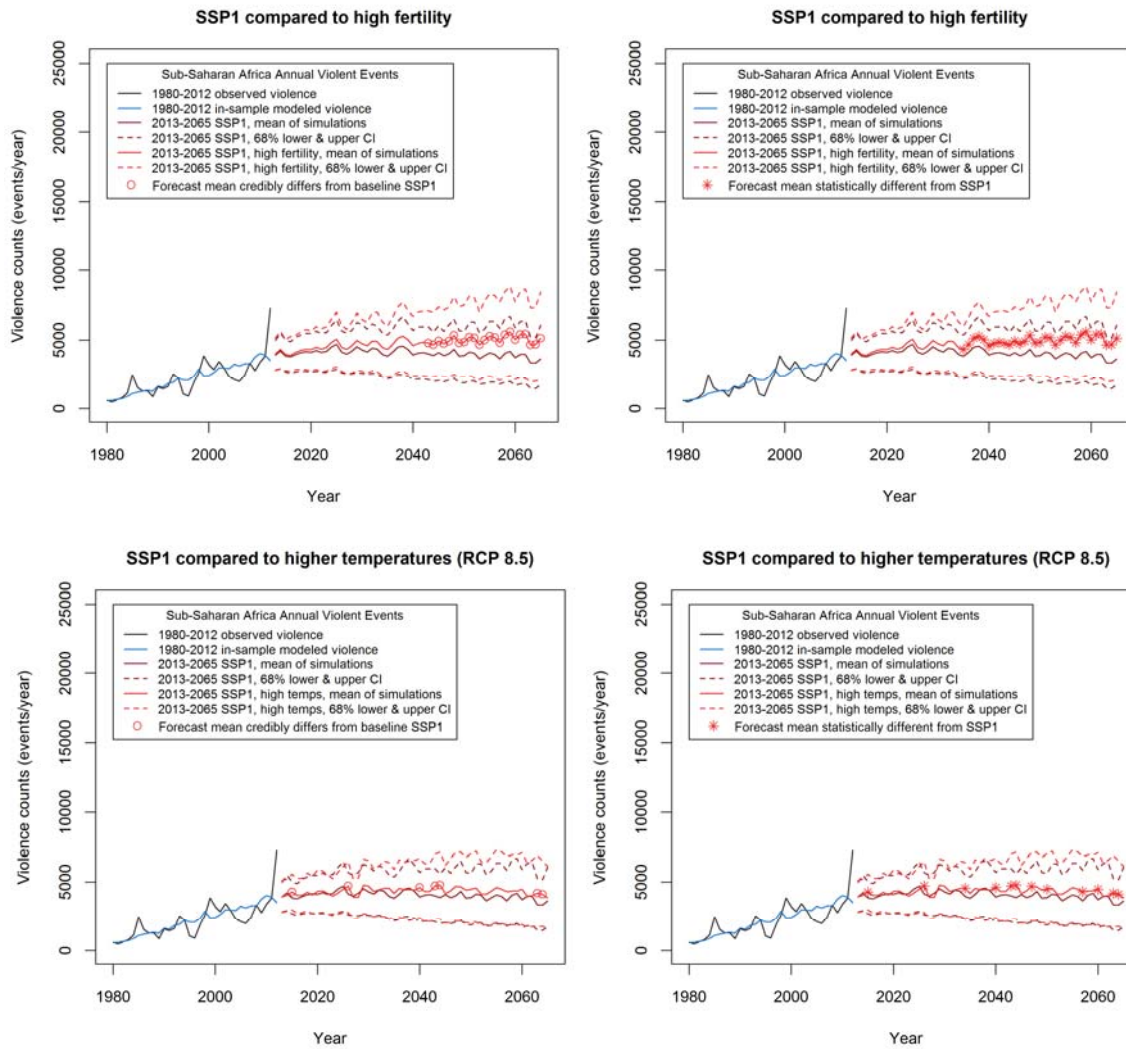 SSP1 compared to high fertility
Violence counts (events/year)
25000
20000
15000
10000
5000
0
Sub-Saharan Africa Annual Violent Events
1980-2012 observed violence
1980-2012 in-sample modeled violence
2013-2065 SSP1, mean of simulations
2013-2065 SSP1, 68% lower & upper CI
2013-2065 SSP1, high fertility, mean of simulations
2013-2065 SSP1, high fertility, 68% lower & upper CI
Forecast mean credibly differs from baseline SSP1
1980 2000 2020 2040 2060
Year
SSP1 compared to high fertility
Violence counts (events/year)
25000
20000
15000
10000
5000
0
Sub-Saharan Africa Annual Violent Events
1980-2012 observed violence
1980-2012 in-sample modeled violence
2013-2065 SSP1, mean of simulations
2013-2065 SSP1, 68% lower & upper CI
2013-2065 SSP1, high fertility, mean of simulations
2013-2065 SSP1, high fertility, 68% lower & upper CI
Forecast mean statistically different from SSP1
1980 2000 2020 2040 2060
Year
SSP1 compared to higher temperatures (RCP 8.5)
Violence counts (events/year)
25000
20000
15000
10000
5000
0
Sub-Saharan Africa Annual Violent Events
1980-2012 observed violence
1980-2012 in-sample modeled violence
2013-2065 SSP1, mean of simulations
2013-2065 SSP1, 68% lower & upper CI
2013-2065 SSP1, high temps, mean of simulations
2013-2065 SSP1, high temps, 68% lower & upper CI
Forecast mean credibly differs from baseline SSP1
1980 2000 2020 2040 2060
Year
SSP1 compared to higher temperatures (RCP 8.5)
Violence counts (events/year)
25000
20000
15000
10000
5000
0
Sub-Saharan Africa Annual Violent Events
1980-2012 observed violence
1980-2012 in-sample modeled violence
2013-2065 SSP1, mean of simulations
2013-2065 SSP1, 68% lower & upper CI
2013-2065 SSP1, high temps, mean of simulations
2013-2065 SSP1, high temps, 68% lower & upper CI
Forecast mean statistically different from SSP1
1980 2000 2020 2040 2060
Year